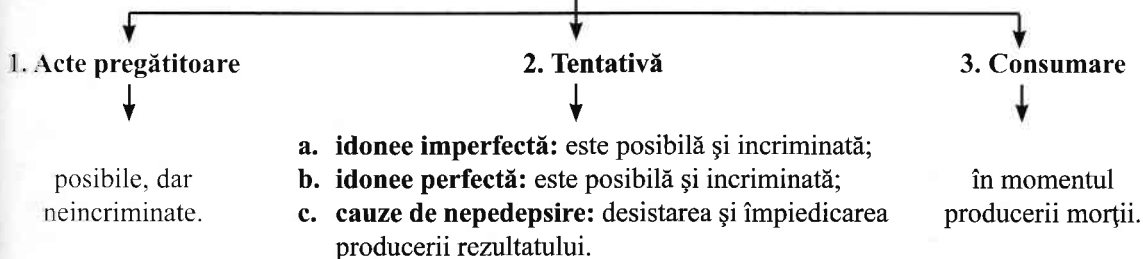 1. Acte pregătitoare
2. Tentativă
3. Consumare
posibile, dar
neincriminate.
a. idonee imperfectă: este posibilă şi incriminată;
b. idonee perfectă: este posibilă şi incriminată;
c. cauze de nepedepsire: desistarea şi împiedicarea
producerii rezultatului.
în momentul
producerii morţii.